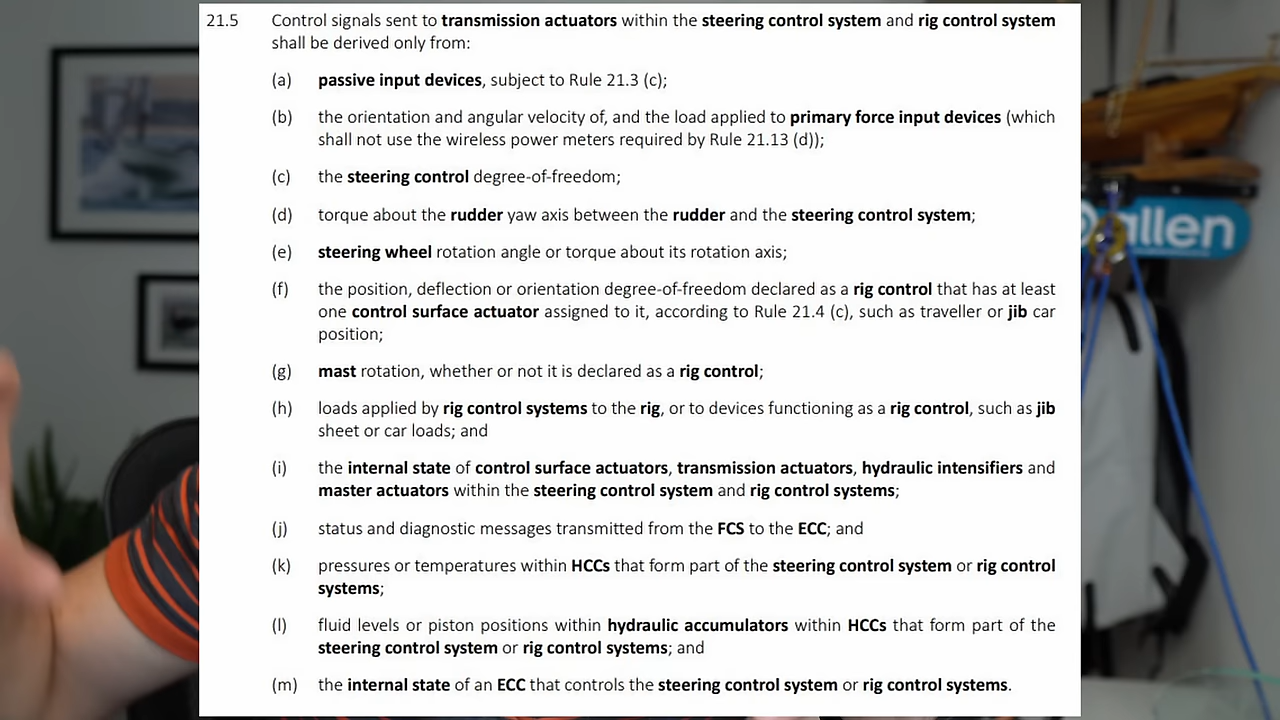 21.5 Control signals sent to transmission actuators within the steering control system and rig control system
shall be derived only from:
(a) passive input devices, subject to Rule 21.3 (c);
(b) the orientation and angular velocity of, and the load applied to primary force input devices (which
shall not use the wireless power meters required by Rule 21.13 (d));
(c) the steering control degree-of-freedom;
(d) torque about the rudder yaw axis between the rudder and the steering control system;
(e) steering wheel rotation angle or torque about its rotation axis;
(f) the position, deflection or orientation degree-of-freedom declared as a rig control that has at least
one control surface actuator assigned to it, according to Rule 21.4 (c), such as traveller or jib car
position;
(g) mast rotation, whether or not it is declared as a rig control;
(h) loads applied by rig control systems to the rig, or to devices functioning as a rig control, such as jib
sheet or car loads; and
(i) the internal state of control surface actuators, transmission actuators, hydraulic intensifiers and
master actuators within the steering control system and rig control systems;
(j) status and diagnostic messages transmitted from the FCS to the ECC; and
(k) pressures or temperatures within HCCs that form part of the steering control system or rig control
systems;
(l) fluid levels or piston positions within hydraulic accumulators within HCCs that form part of the
steering control system or rig control systems; and
(m) the internal state of an ECC that controls the steering control system or rig control systems.
allen